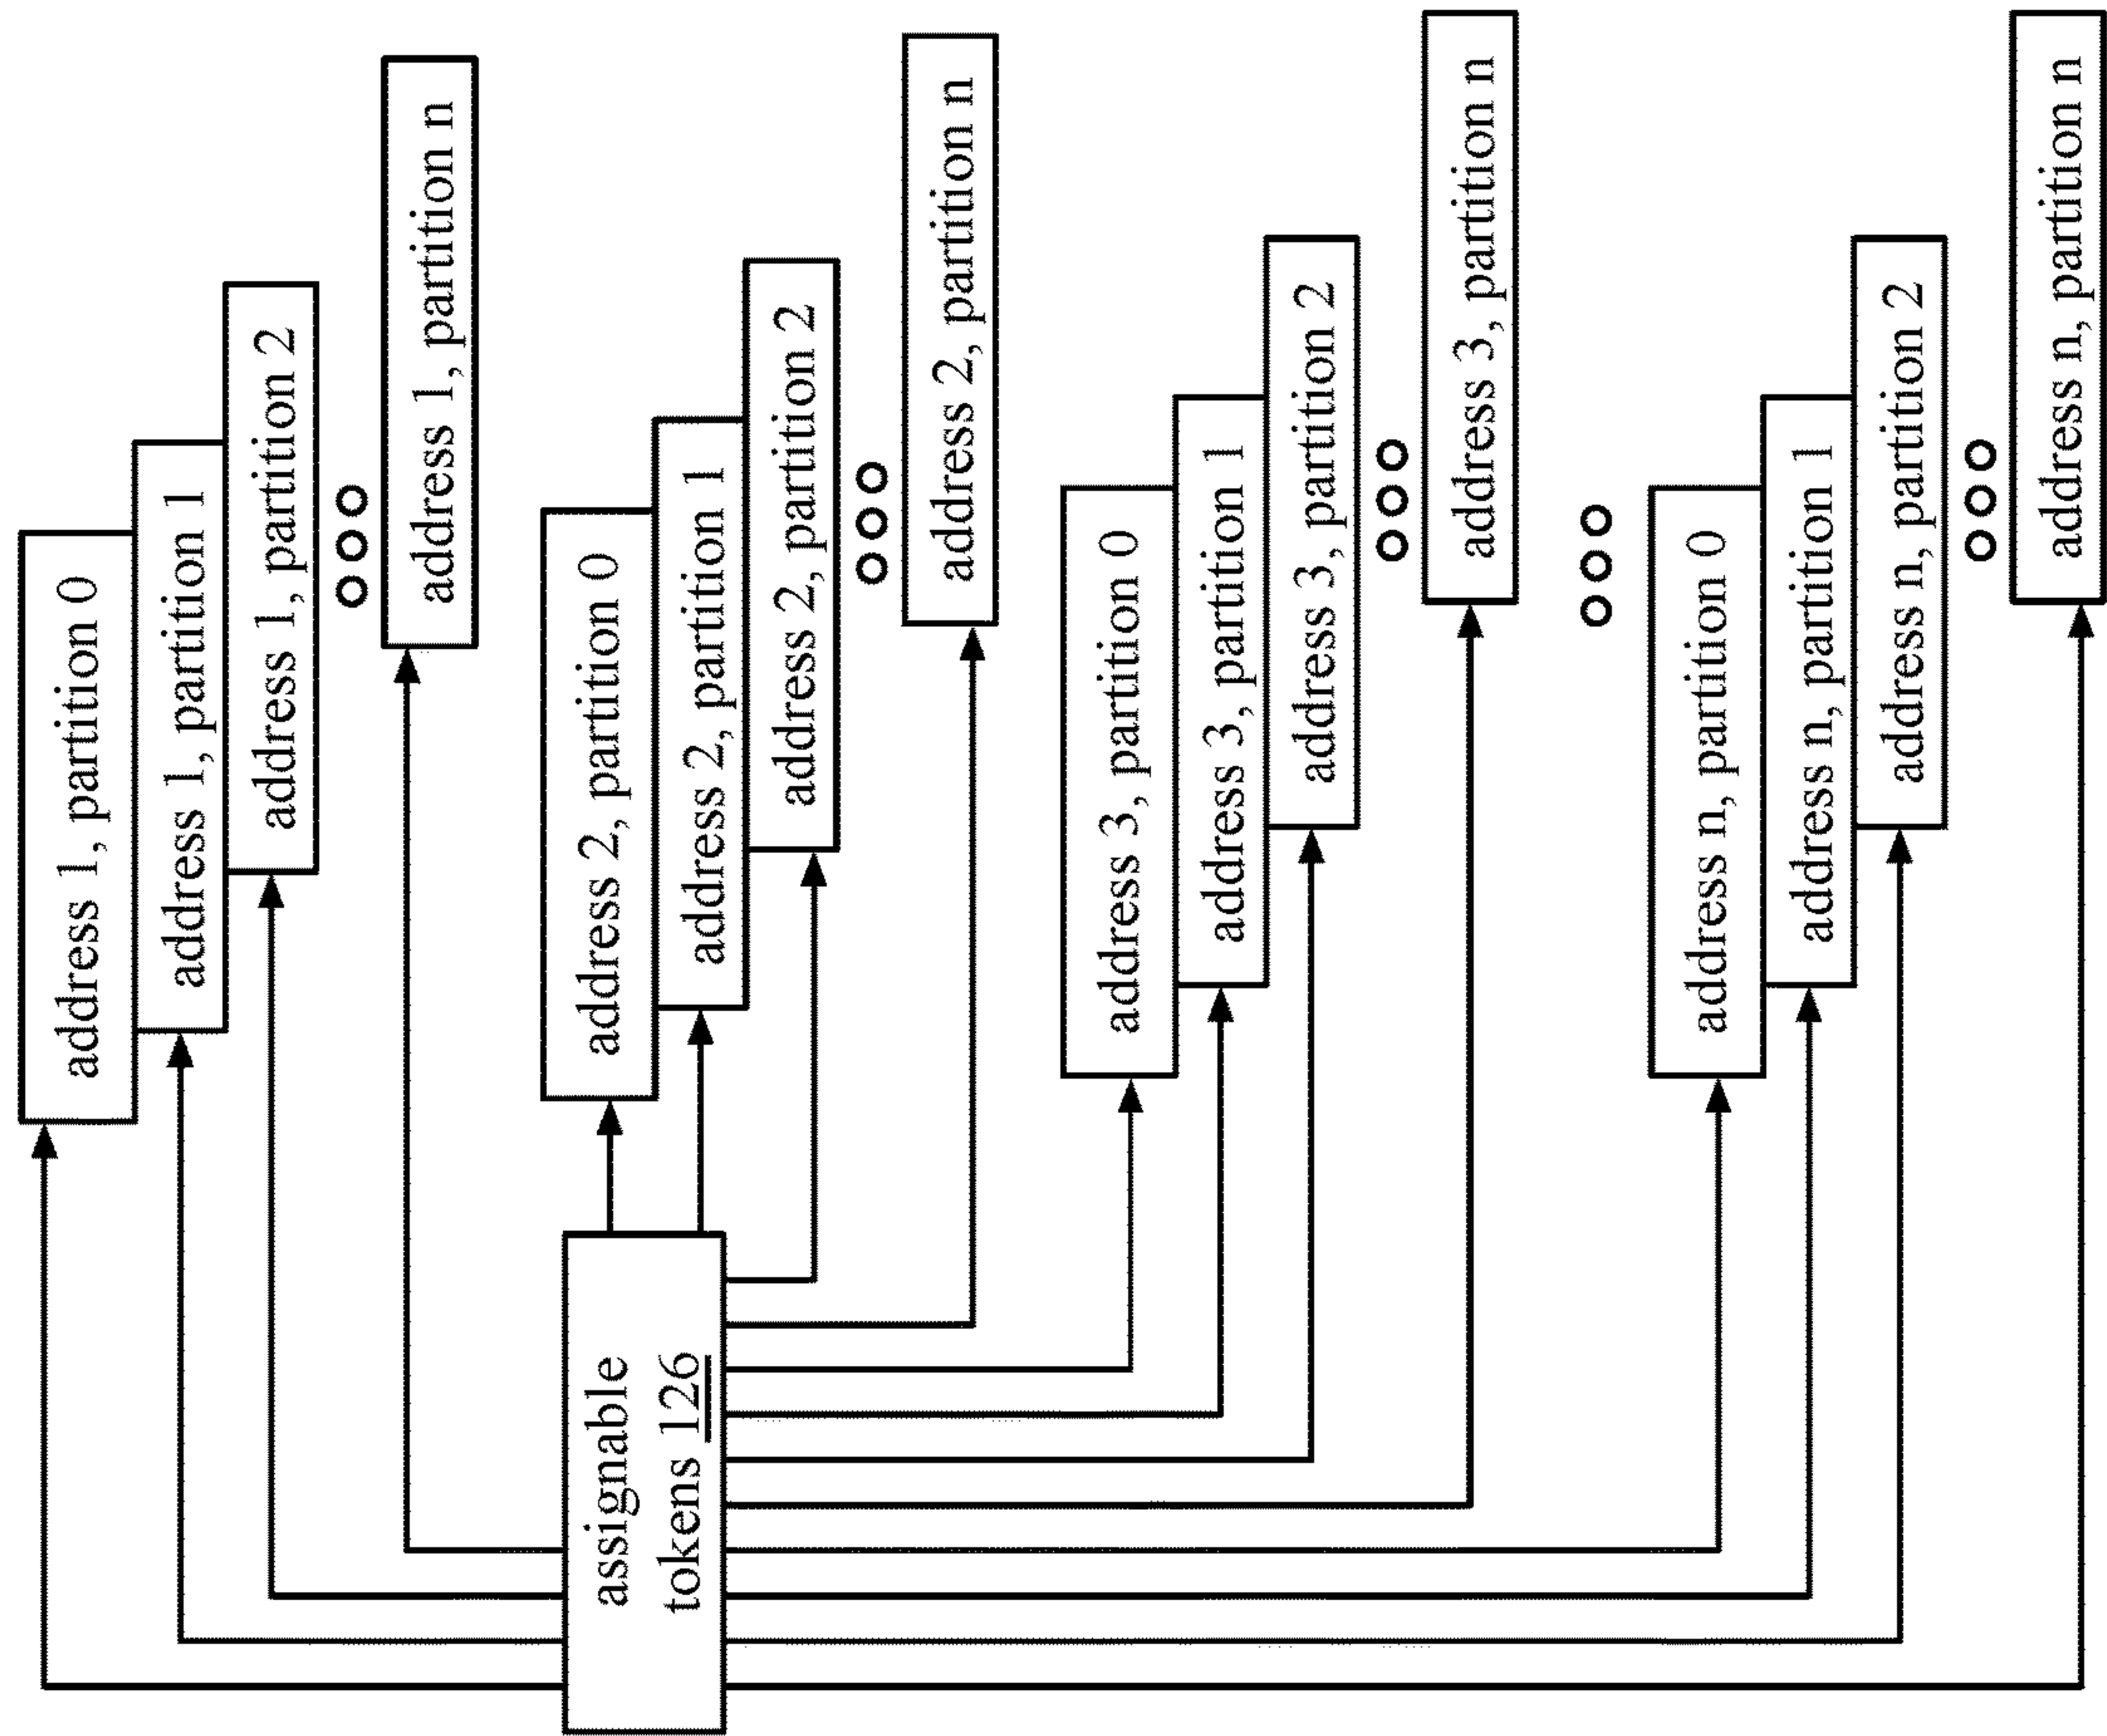 address 1, partition 0
address 1, partition 1
address 1, partition 2
address 1, partition n
assignable
tokens 126
address 2, partition 0
address 2, partition 1
address 2, partition 2
address 2, partition n
address 3, partition 0
address 3, partition 1
address 3, partition 2
address 3, partition n
address n, partition 0
address n, partition 1
address n, partition 2
address n, partition n